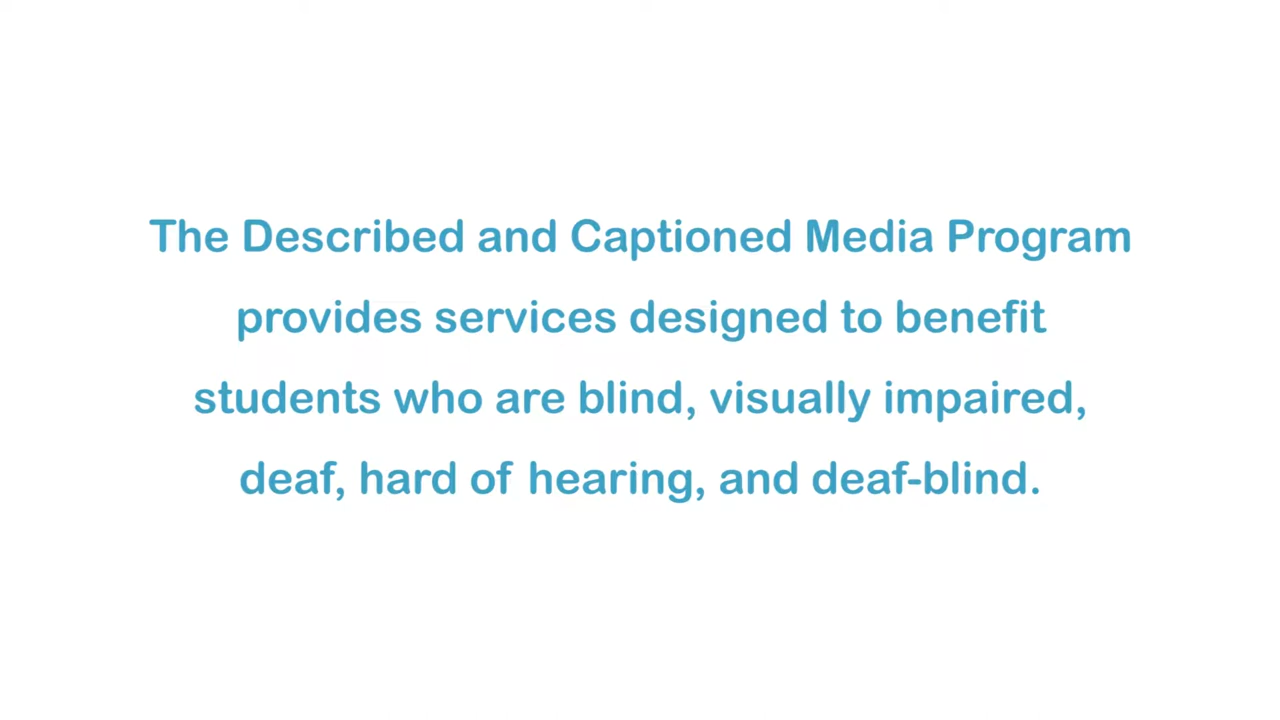 The Described and Captioned Media Program
provides services designed to benefit
students who are blind, visually impaired,
deaf, hard of hearing, and deaf-blind.